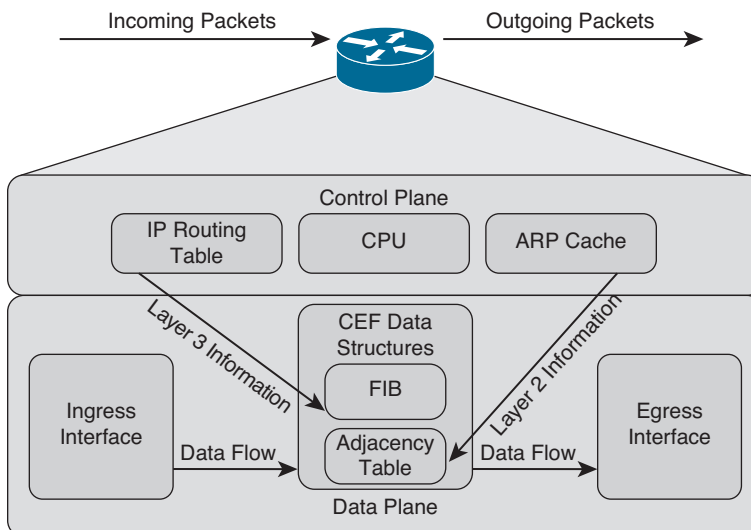 Incoming Packets
Outgoing Packets
Control Plane
IP Routing
Table
CPU
ARP Cache
Layer 3 Information
Layer 2 Information
CEF Data
Structures
FIB
Adjacency
Table
Ingress
Interface
Data Flow
Data Flow
Egress
Interface
Data Plane